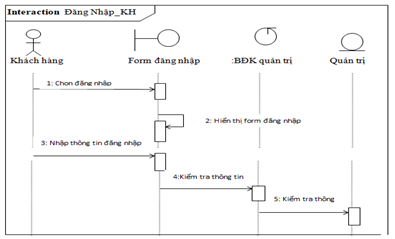 Interaction Đăng Nhập_KH
Khách hàng
Form đăng nhập
:BĐK quản trị
Quản trị
1: Chọn đăng nhập
2: Hiển thị form đăng nhập
3: Nhập thông tin đăng nhập
4:Kiểm tra thông tin
5: Kiểm tra thông